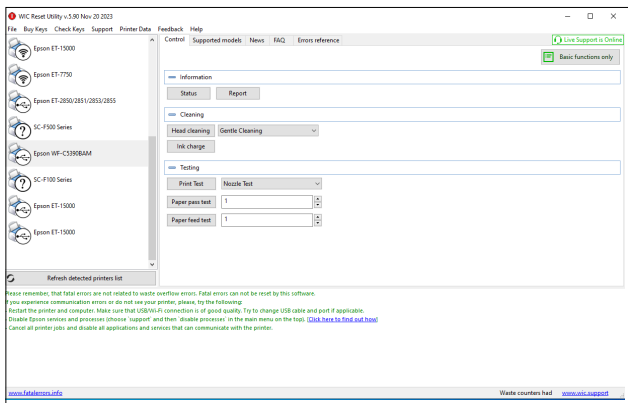 WIC Reset Utility v.5.90 Nov 20 2023
File Buy Keys Check Keys Support Printer Data Feedback Help
Epson ET-15000
Epson ET-7750
Epson ET-2850/2851/2853/2855
SC-F500 Series
Epson WF-C5390BAM
SC-F100 Series
Epson ET-15000
Epson ET-15000
Refresh detected printers list
Control Supported models News FAQ Errors reference
Live Support is Online
Basic functions only
Information
Status Report
Cleaning
Head cleaning Gentle Cleaning
Ink charge
Testing
Print Test Nozzle Test
Paper pass test 1
Paper feed test 1
Please remember, that fatal errors are not related to waste overflow errors. Fatal errors can not be reset by this software.
If you experience communication errors or do not see your printer, please, try the following:
- Restart the printer and computer. Make sure that USB/Wi-Fi connection is of good quality. Try to change USB cable and port if applicable.
- Disable Epson services and processes (choose `support` and then `disable processes` in the main menu on the top). [Click here to find out how!]
- Cancel all printer jobs and disable all applications and services that can communicate with the printer.
www.fatalerrors.info Waste counters had www.wic.support